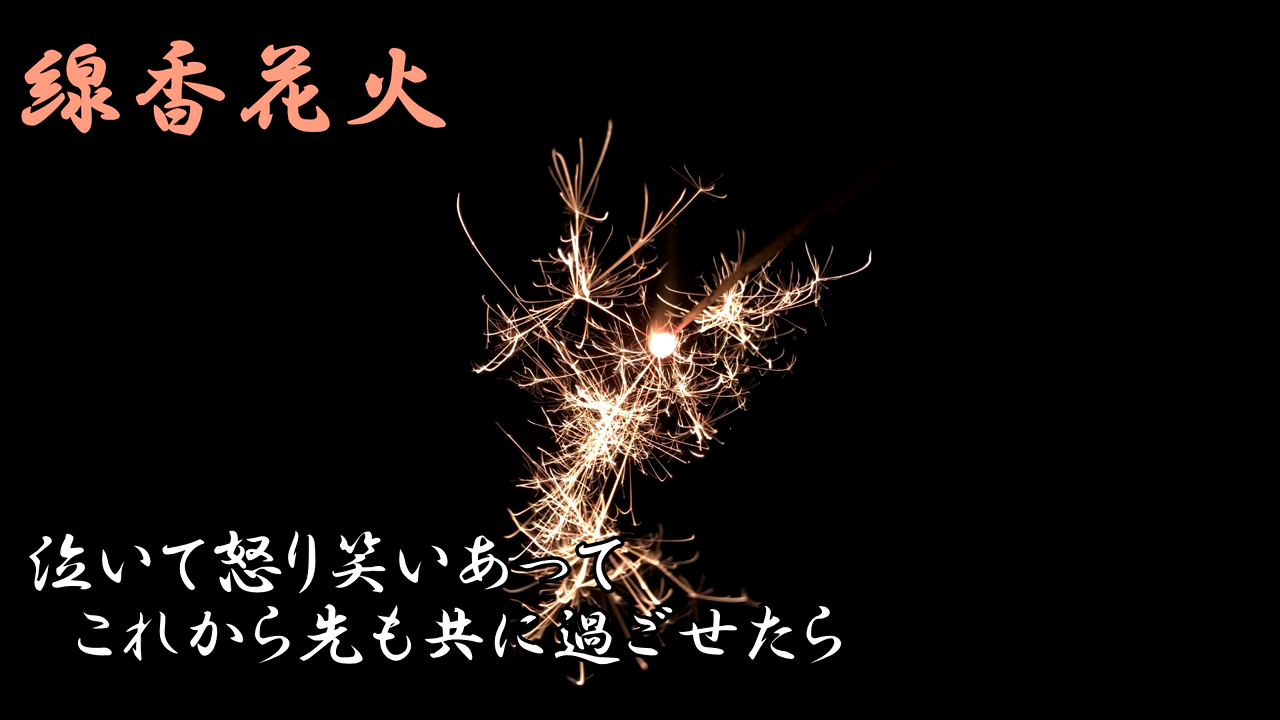 線香花火
泣いて怒り笑いあって
これから先も共に過ごせたら